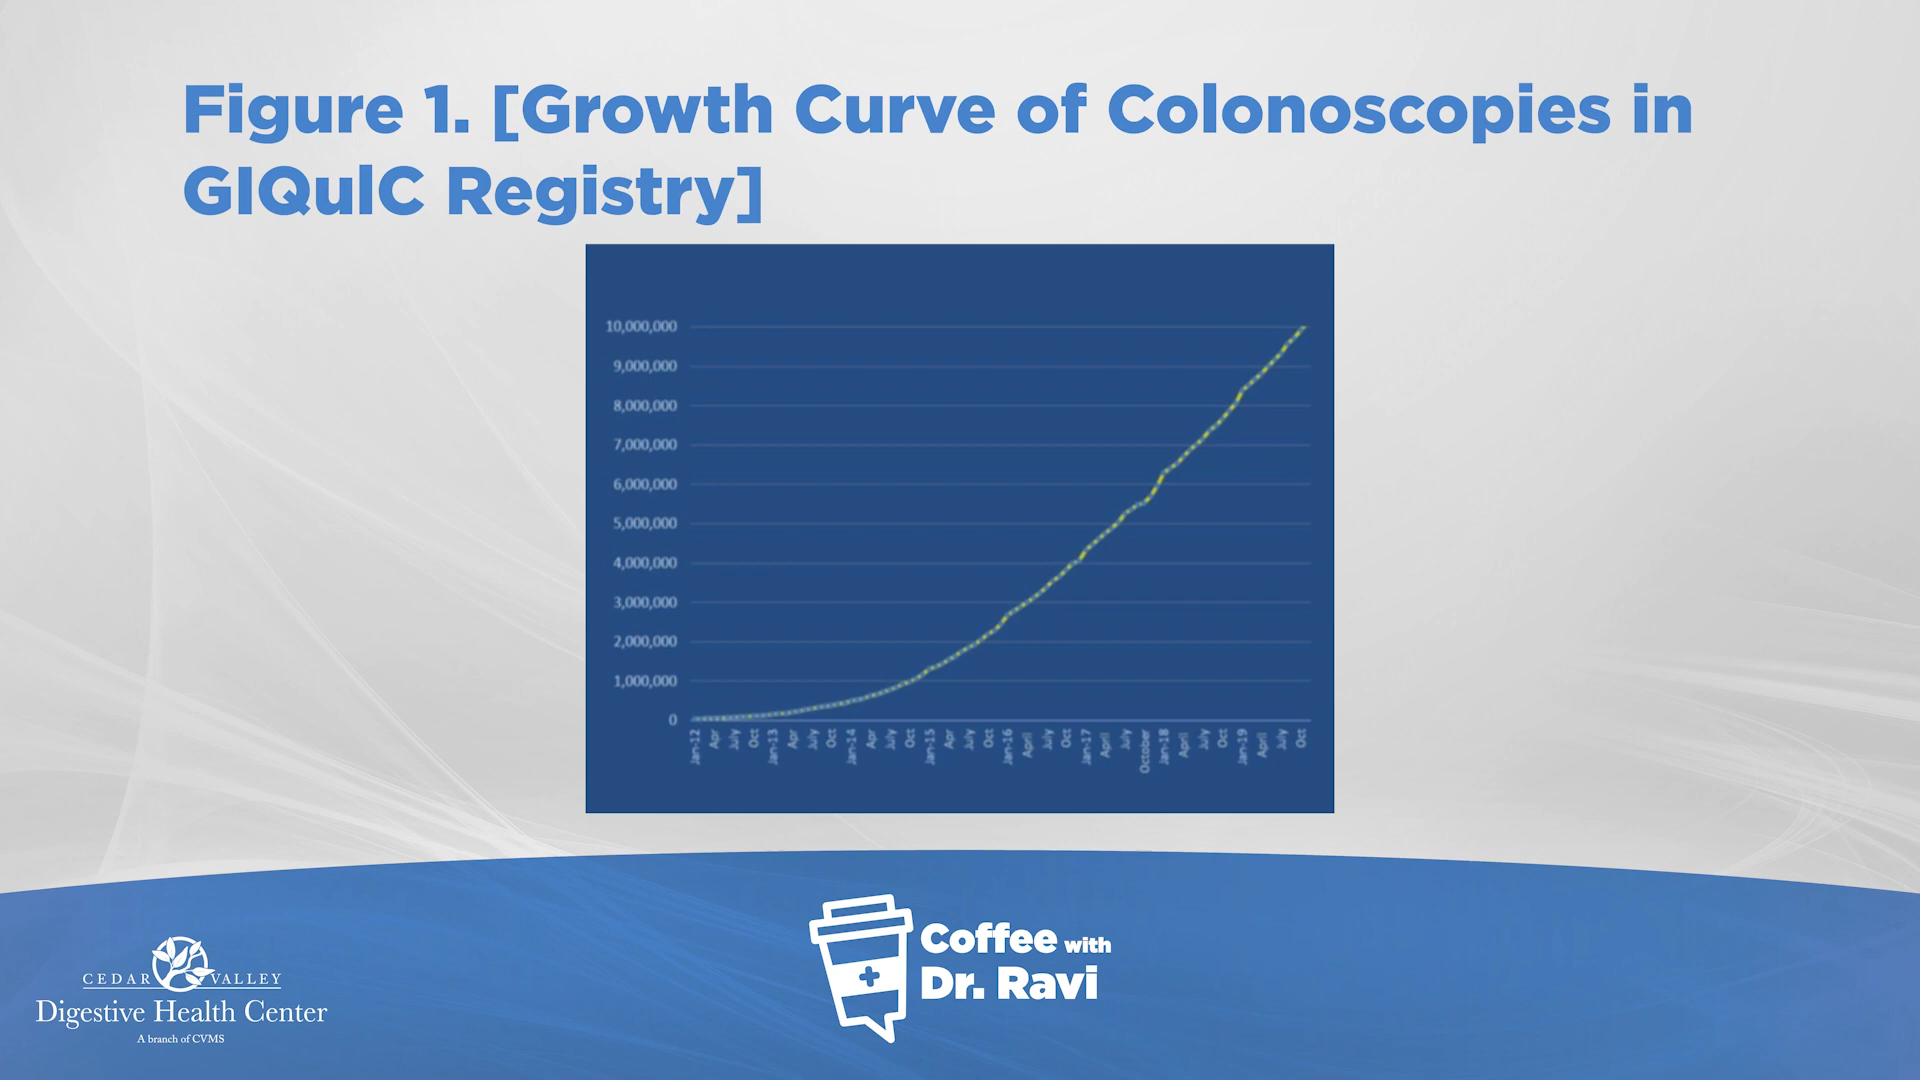 Figure 1. [Growth Curve of Colonoscopies in
GIQuIC Registry]
10,000,000
9,000,000
8,000,000
7,000,000
6,000,000
5,000,000
4,000,000
3,000,000
2,000,000
1,000,000
0
Jan-12 Apr July Oct Jan-13 Apr July Oct Jan-14 Apr July Oct Jan-15 Apr July Oct Jan-16 April July Oct Jan-17 April July October Jan-18 April July Oct Jan-19 April July Oct
Coffee with
Dr. Ravi
CEDAR VALLEY
Digestive Health Center
A branch of CVMS